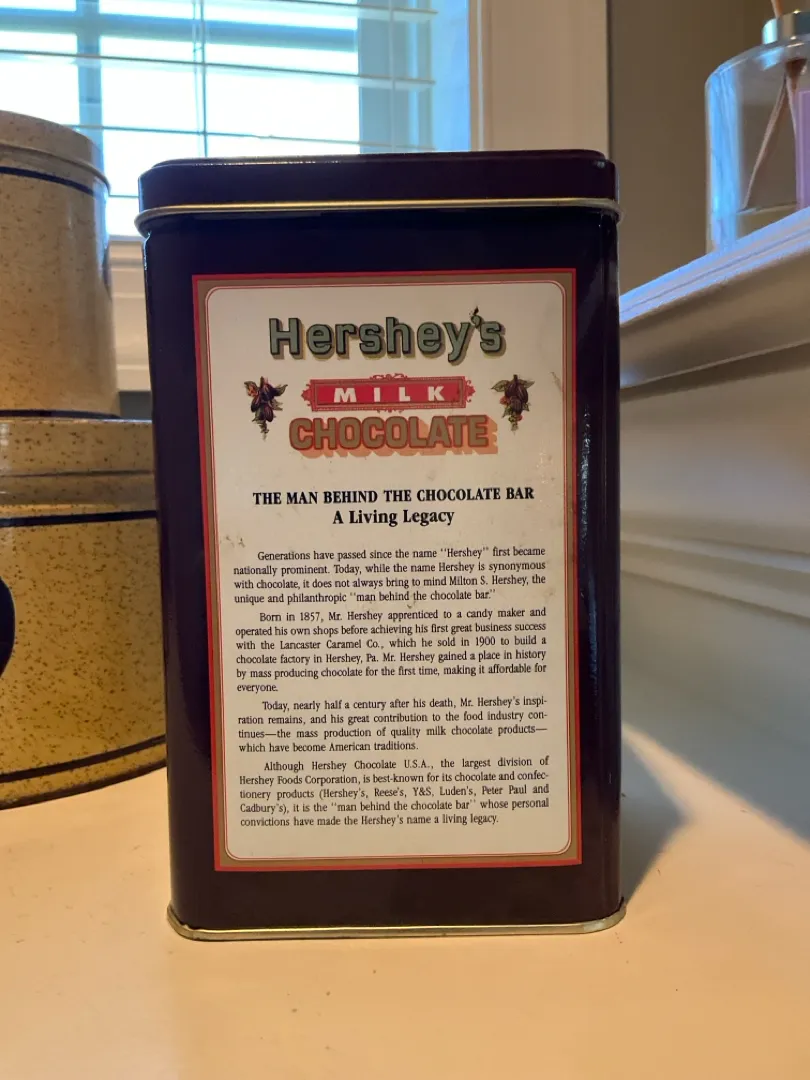 Hershey's
MILK
CHOCOLATE
THE MAN BEHIND THE CHOCOLATE BAR
A Living Legacy
Generations have passed since the name "Hershey" first became
nationally prominent. Today, while the name Hershey is synonymous
with chocolate, it does not always bring to mind Milton S. Hershey, the
unique and philanthropic "man behind the chocolate bar."
Born in 1857, Mr. Hershey apprenticed to a candy maker and
operated his own shops before achieving his first great business success
with the Lancaster Caramel Co., which he sold in 1900 to build a
chocolate factory in Hershey, Pa. Mr. Hershey gained a place in history
by mass producing chocolate for the first time, making it affordable for
everyone.
Today, nearly half a century after his death, Mr. Hershey's inspi-
ration remains, and his great contribution to the food industry con-
tinues—the mass production of quality milk chocolate products—
which have become American traditions.
Although Hershey Chocolate U.S.A., the largest division of
Hershey Foods Corporation, is best-known for its chocolate and confec-
tionery products (Hershey's, Reese's, Y&S, Luden's, Peter Paul and
Cadbury's), it is the "man behind the chocolate bar" whose personal
convictions have made the Hershey's name a living legacy.